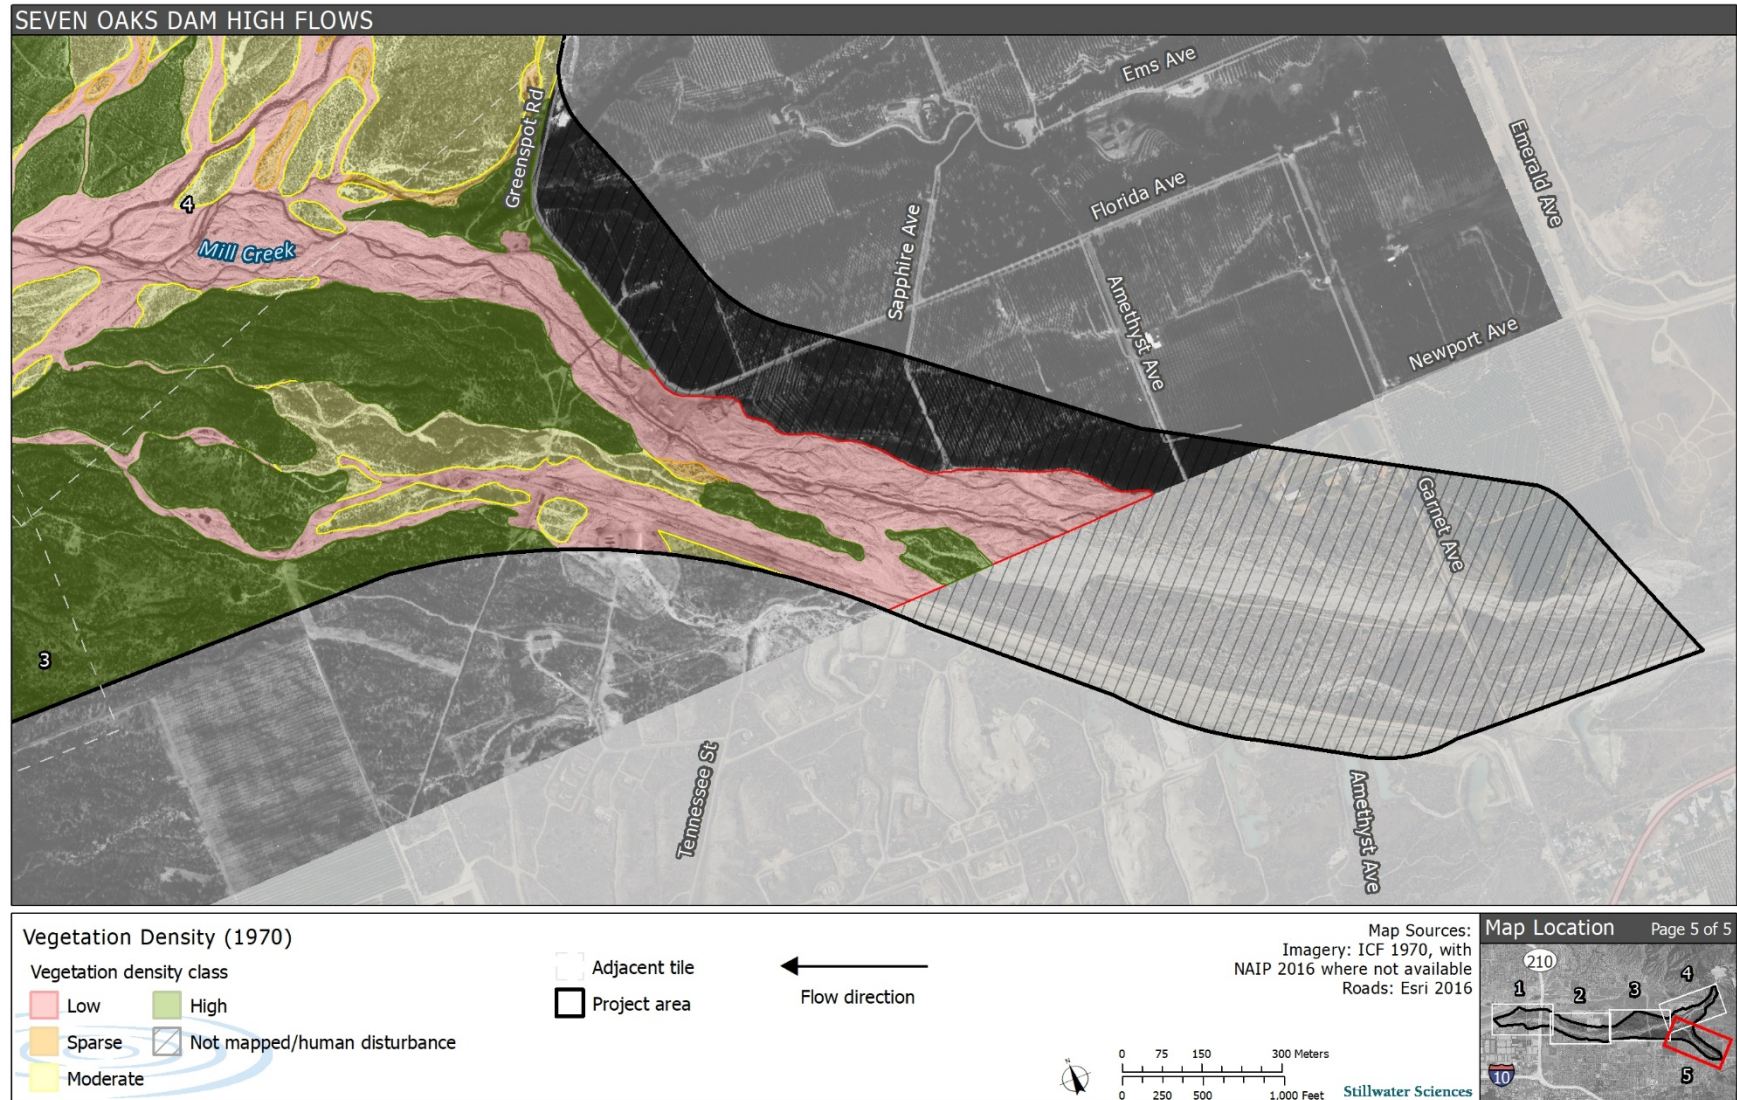 SEVEN OAKS DAM HIGH FLOWS
Ems Ave
Greenspot Rd
Emerald Ave
4
Florida Ave
Mill Creek
Sapphire Ave
Amethyst Ave
Newport Ave
Garnet Ave
3
Tennessee St
Amethyst Ave
Vegetation Density (1970)
Vegetation density class
Low
High
Sparse
Not mapped/human disturbance
Moderate
Adjacent tile
Project area
Flow direction
Map Sources:
Imagery: ICF 1970, with
NAIP 2016 where not available
Roads: Esri 2016
N
0 75 150 300 Meters
0 250 500 1,000 Feet
Stillwater Sciences
Map Location Page 5 of 5
210
4
1
2
3
10
5